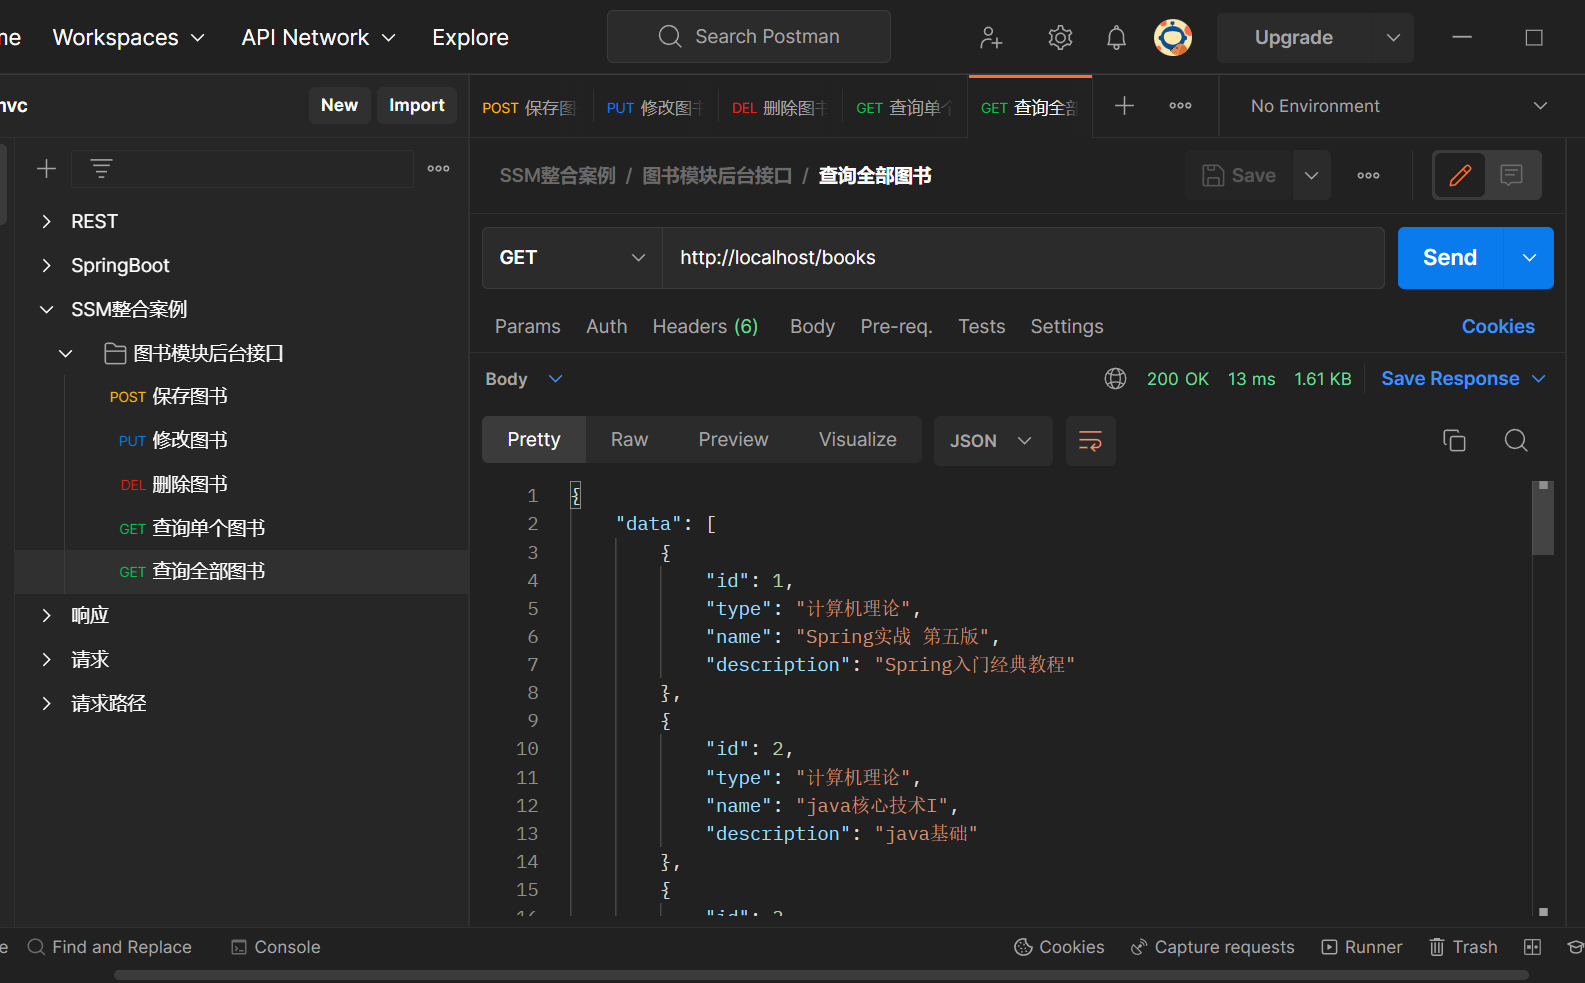 me Workspaces API Network Explore Search Postman Upgrade
nvc New Import POST 保存图 PUT 修改图 DEL 删除图 GET 查询单 GET 查询全 No Environment
SSM整合案例 / 图书模块后台接口 / 查询全部图书 Save
REST
SpringBoot
SSM整合案例
图书模块后台接口
POST 保存图书
PUT 修改图书
DEL 删除图书
GET 查询单个图书
GET 查询全部图书
响应
请求
请求路径
GET http://localhost/books Send
Params Auth Headers (6) Body Pre-req. Tests Settings Cookies
Body 200 OK 13 ms 1.61 KB Save Response
Pretty Raw Preview Visualize JSON
1 {
2 "data": [
3 {
4 "id": 1,
5 "type": "计算机理论",
6 "name": "Spring实战 第五版",
7 "description": "Spring入门经典教程"
8 },
9 {
10 "id": 2,
11 "type": "计算机理论",
12 "name": "java核心技术I",
13 "description": "java基础"
14 },
15 {
16 "id": 3
e Find and Replace Console Cookies Capture requests Runner Trash